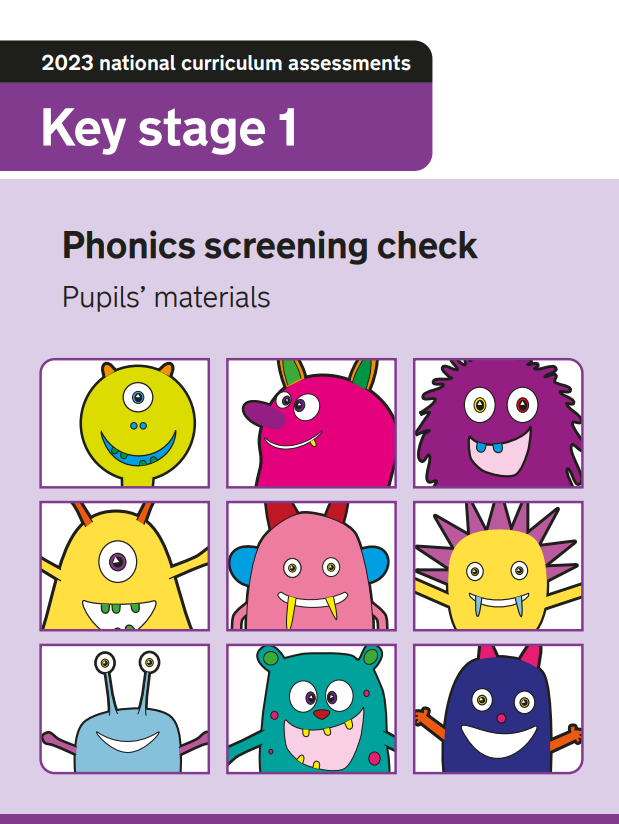 2023 national curriculum assessments
Key stage 1
Phonics screening check
Pupils’ materials